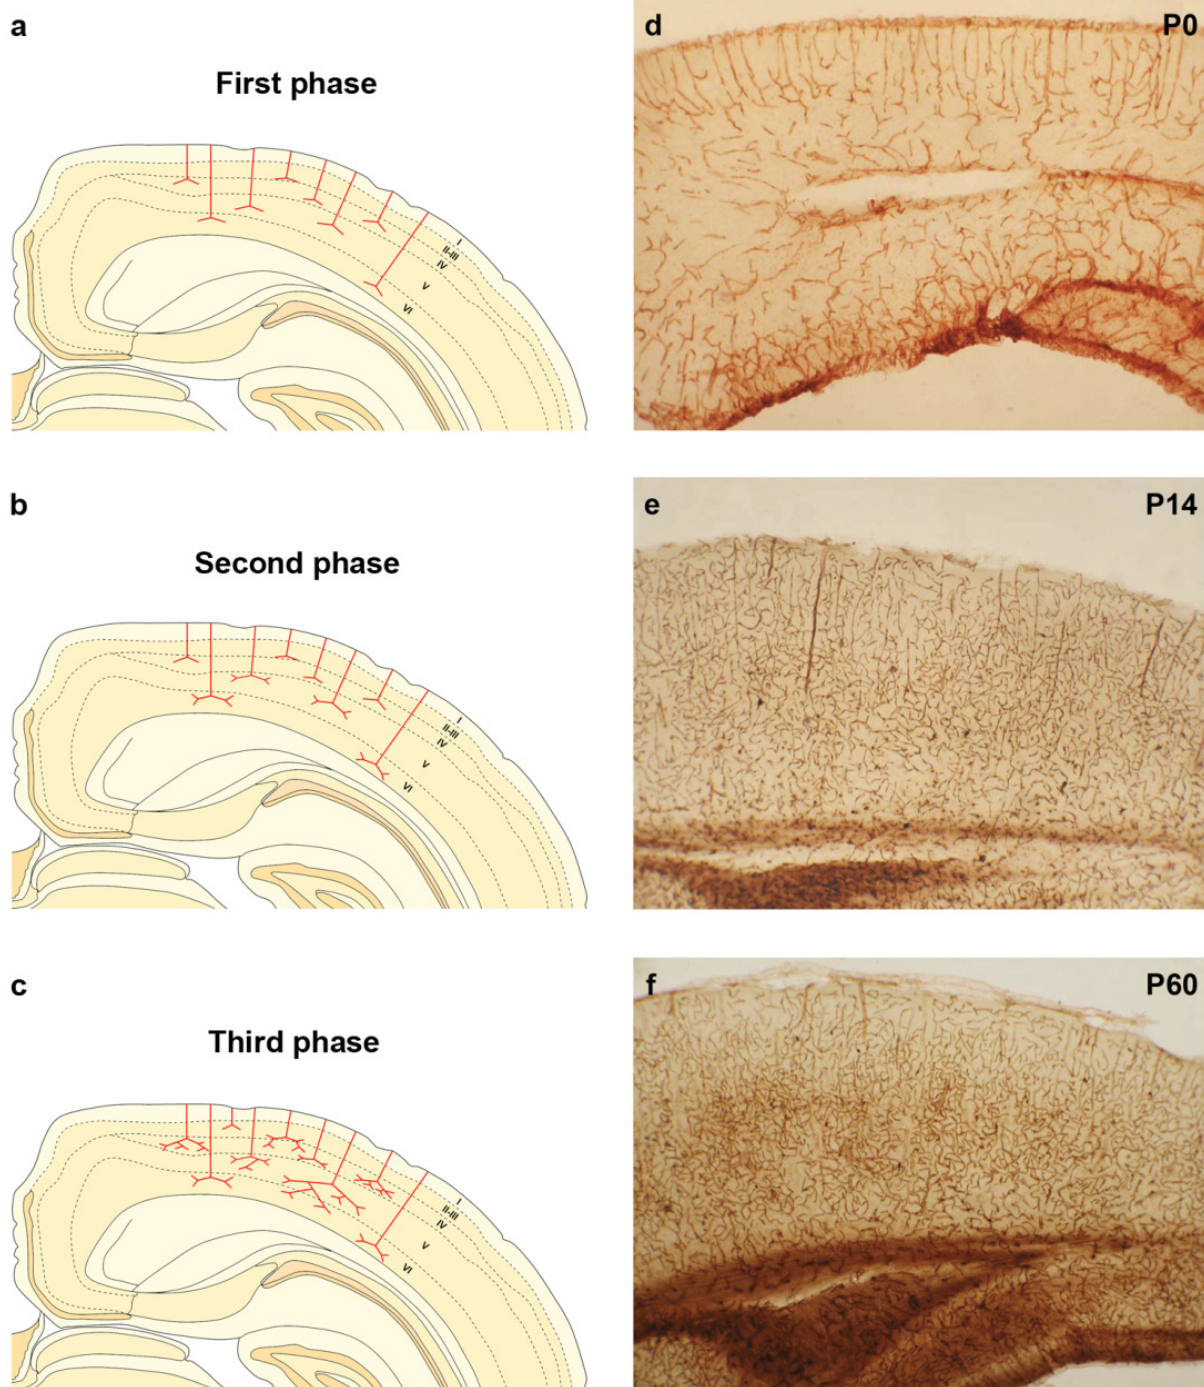 a
First phase
I
II-III
IV
V
VI
d
P0
b
Second phase
I
II-III
IV
V
VI
e
P14
c
Third phase
I
II-III
IV
V
VI
f
P60